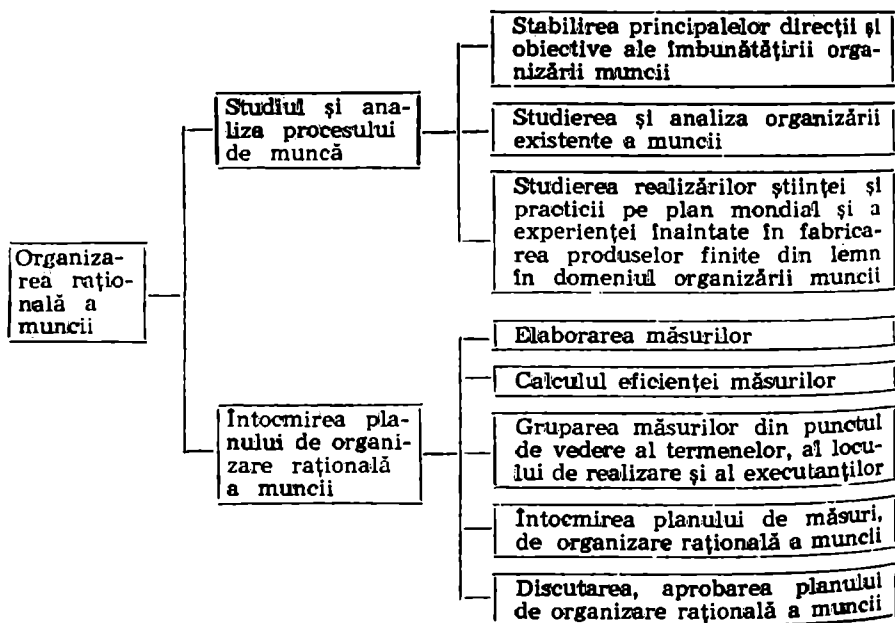 Stabilirea principalelor direcții și
obiective ale îmbunătățirii orga-
nizării muncii
Studiul și ana-
liza procesului
de muncă
Studierea și analiza organizării
existente a muncii
Studierea realizărilor științei și
practicii pe plan mondial și a
experienței înaintate în fabrica-
rea produselor finite din lemn
în domeniul organizării muncii
Organiza-
rea rațio-
nală a
muncii
Elaborarea măsurilor
Calculul eficienței măsurilor
Întocmirea pla-
nului de organi-
zare rațională
a muncii
Gruparea măsurilor din punctul
de vedere al termenelor, al locu-
lui de realizare și al executanților
Întocmirea planului de măsuri,
de organizare rațională a muncii
Discutarea, aprobarea planului
de organizare rațională a muncii